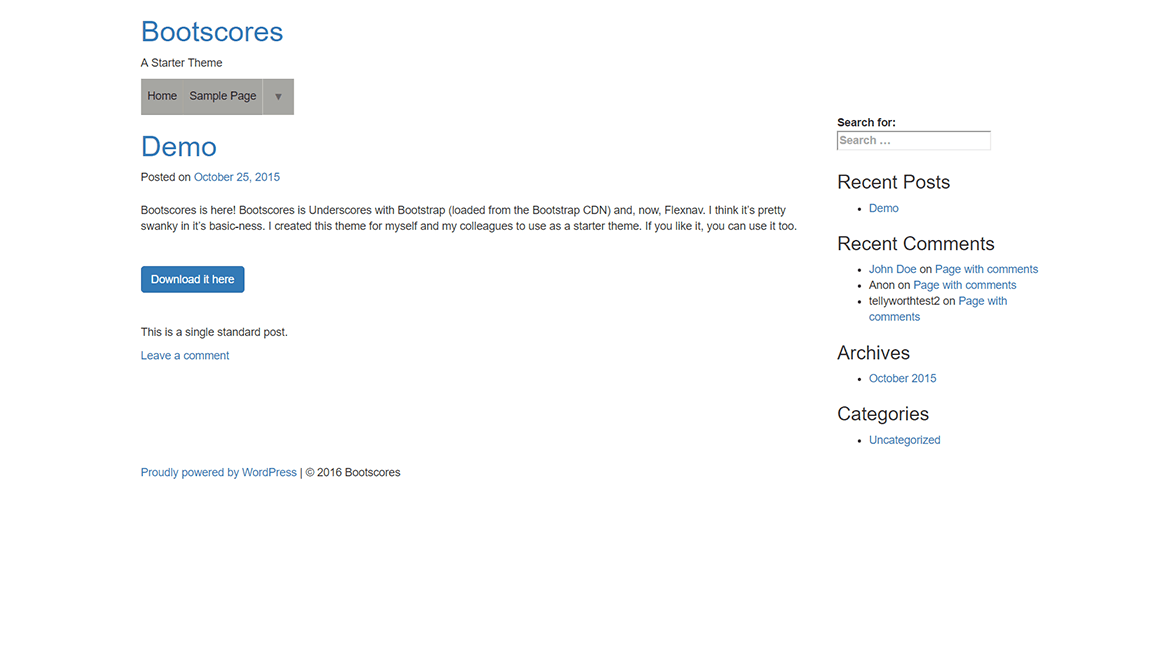 Bootscores
A Starter Theme
Home Sample Page ▼
Demo
Posted on October 25, 2015
Bootscores is here! Bootscores is Underscores with Bootstrap (loaded from the Bootstrap CDN) and, now, Flexnav. I think it’s pretty
swanky in it’s basic-ness. I created this theme for myself and my colleagues to use as a starter theme. If you like it, you can use it too.
Download it here
This is a single standard post.
Leave a comment
Search for:
Search …
Recent Posts
• Demo
Recent Comments
• John Doe on Page with comments
• Anon on Page with comments
• tellyworthtest2 on Page with
comments
Archives
• October 2015
Categories
• Uncategorized
Proudly powered by WordPress | © 2016 Bootscores